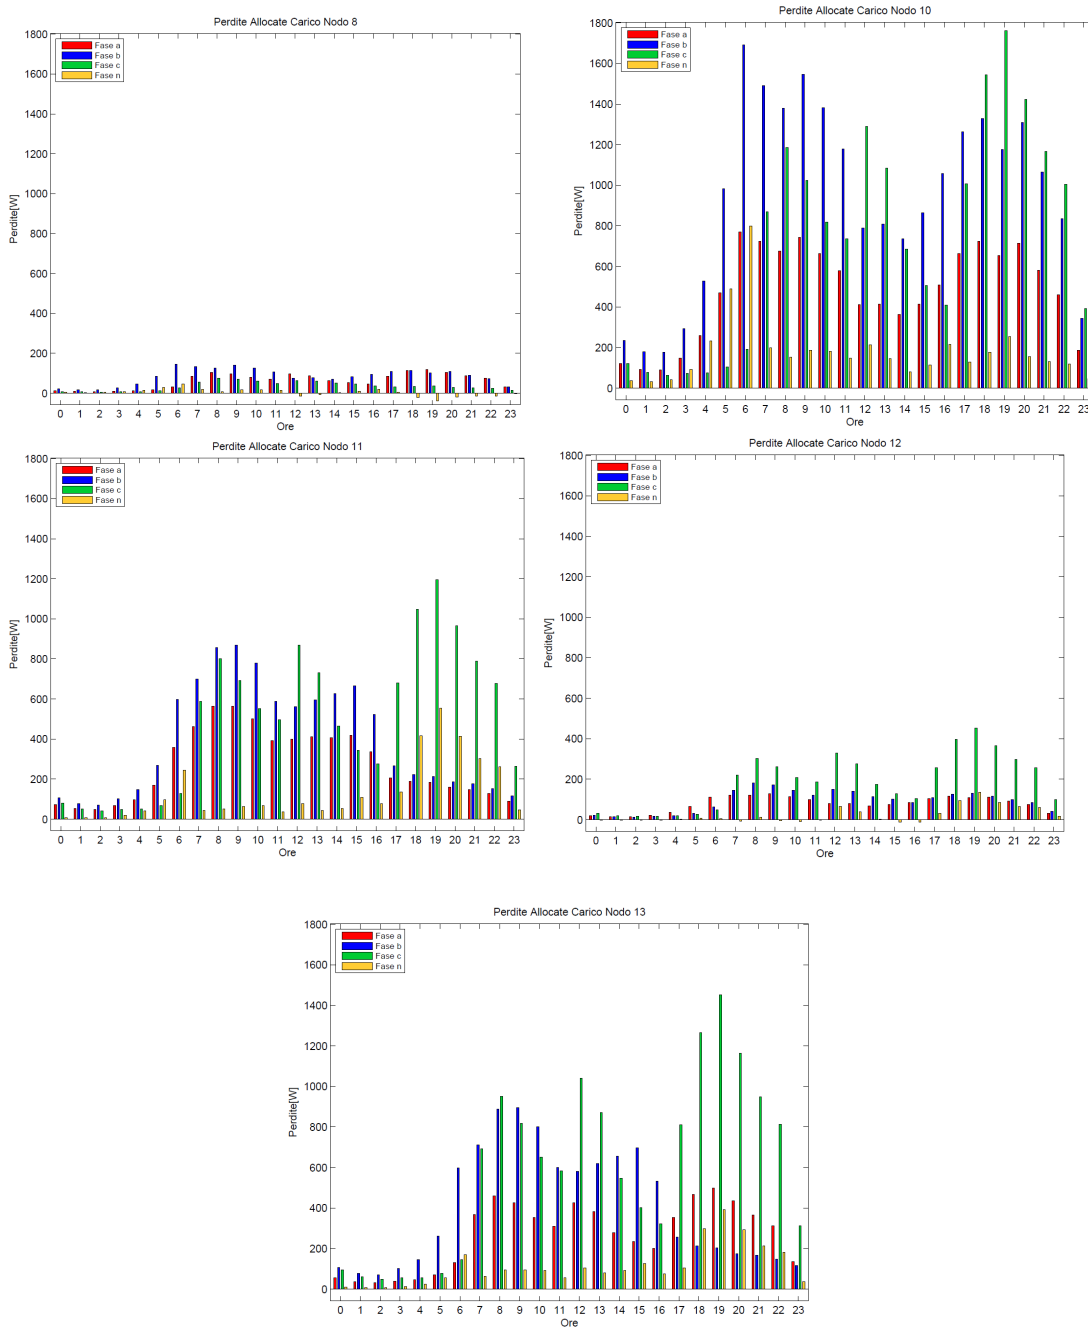 Perdite Allocate Carico Nodo 8
Fase a
Fase b
Fase c
Fase n
1800
1600
1400
1200
1000
800
600
400
200
0
Perdite[W]
0 1 2 3 4 5 6 7 8 9 10 11 12 13 14 15 16 17 18 19 20 21 22 23
Ore
Perdite Allocate Carico Nodo 10
Fase a
Fase b
Fase c
Fase n
1800
1600
1400
1200
1000
800
600
400
200
0
Perdite[W]
0 1 2 3 4 5 6 7 8 9 10 11 12 13 14 15 16 17 18 19 20 21 22 23
Ore
Perdite Allocate Carico Nodo 11
Fase a
Fase b
Fase c
Fase n
1800
1600
1400
1200
1000
800
600
400
200
0
Perdite[W]
0 1 2 3 4 5 6 7 8 9 10 11 12 13 14 15 16 17 18 19 20 21 22 23
Ore
Perdite Allocate Carico Nodo 12
Fase a
Fase b
Fase c
Fase n
1800
1600
1400
1200
1000
800
600
400
200
0
Perdite[W]
0 1 2 3 4 5 6 7 8 9 10 11 12 13 14 15 16 17 18 19 20 21 22 23
Ore
Perdite Allocate Carico Nodo 13
Fase a
Fase b
Fase c
Fase n
1800
1600
1400
1200
1000
800
600
400
200
0
Perdite[W]
0 1 2 3 4 5 6 7 8 9 10 11 12 13 14 15 16 17 18 19 20 21 22 23
Ore